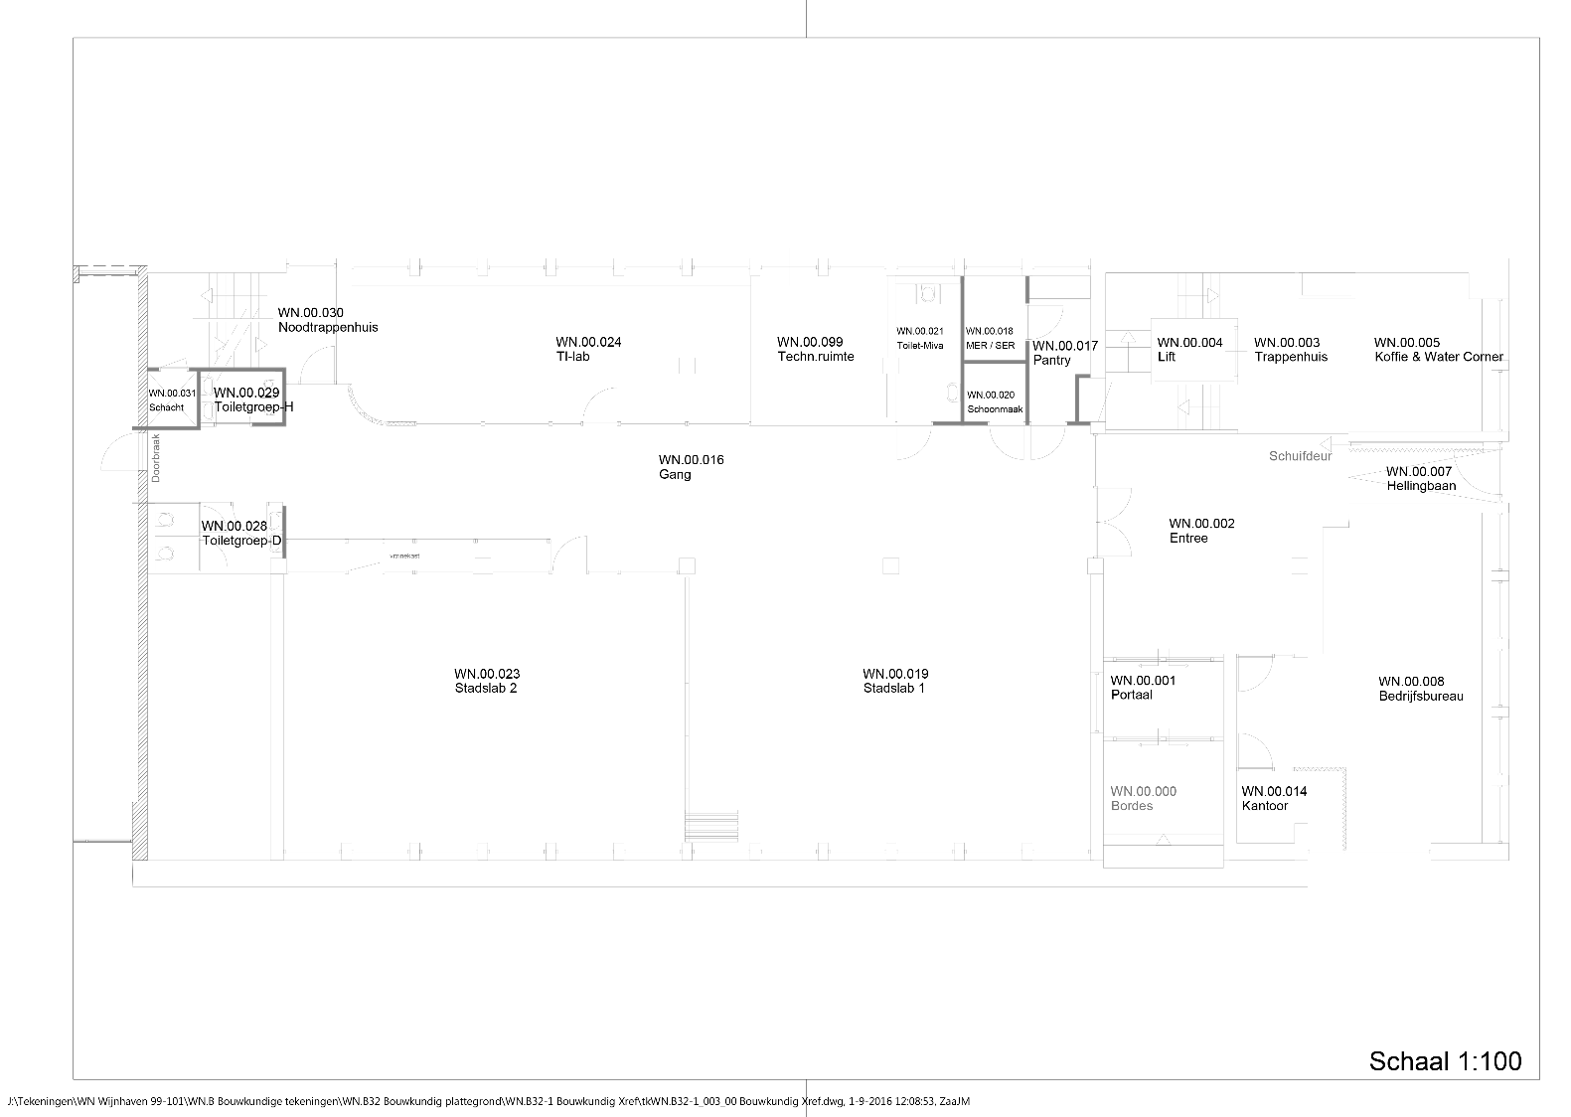 WN.00.030
Noodtrappenhuis
WN.00.024
TI-lab
WN.00.099
Techn.ruimte
WN.00.021
Toilet-Miva
WN.00.018
MER / SER
WN.00.017
Pantry
WN.00.004
Lift
WN.00.003
Trappenhuis
WN.00.005
Koffie & Water Corner
WN.00.031
Schacht
WN.00.029
Toiletgroep-H
WN.00.020
Schoonmaak
Doorbraak
WN.00.016
Gang
Schuifdeur
WN.00.007
Hellingbaan
WN.00.028
Toiletgroep-D
WN.00.002
Entree
WN.00.023
Stadslab 2
WN.00.019
Stadslab 1
WN.00.001
Portaal
WN.00.008
Bedrijfsbureau
WN.00.000
Bordes
WN.00.014
Kantoor
Schaal 1:100
J:\Tekeningen\WN Wijnhaven 99-101\WN.B Bouwkundige tekeningen\WN.B32 Bouwkundig plattegrond\WN.B32-1 Bouwkundig Xref\tkWN.B32-1_003_00 Bouwkundig Xref.dwg, 1-9-2016 12:08:53, ZaaJM